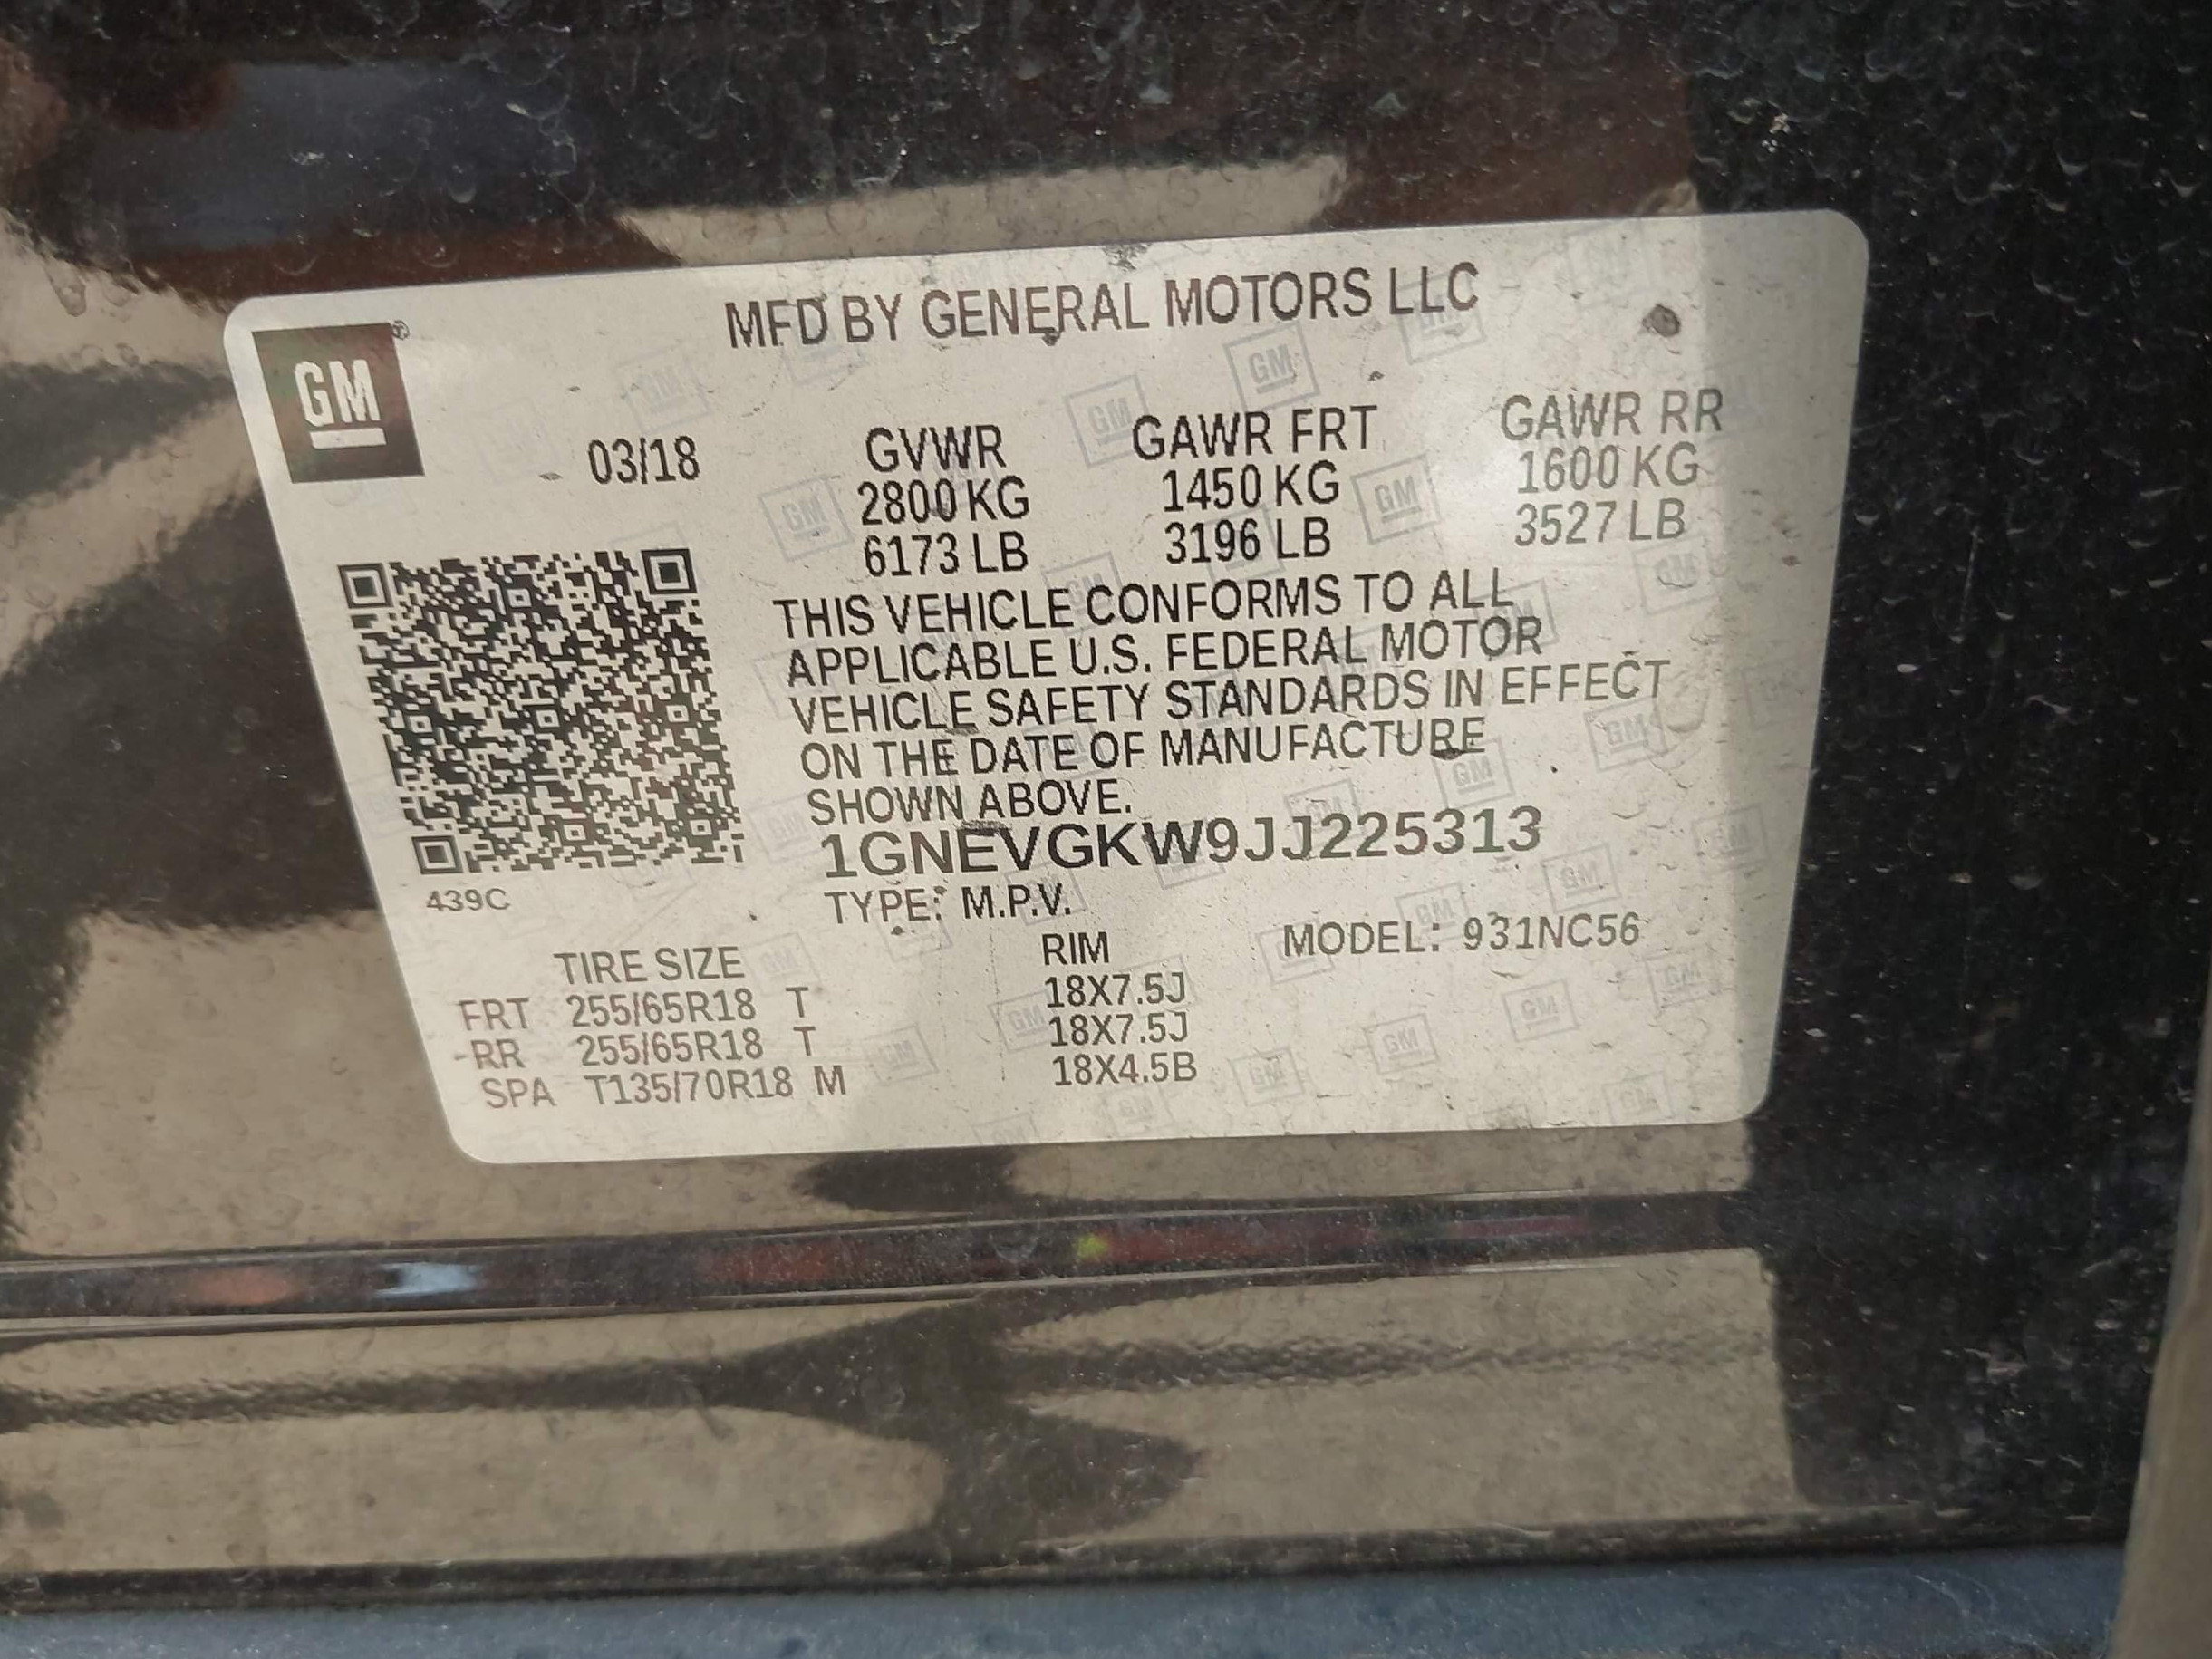 MFD BY GENERAL MOTORS LLC
GM
03/18 GVWR GAWR FRT GAWR RR
2800 KG 1450 KG 1600 KG
6173 LB 3196 LB 3527 LB
THIS VEHICLE CONFORMS TO ALL
APPLICABLE U.S. FEDERAL MOTOR
VEHICLE SAFETY STANDARDS IN EFFECT
ON THE DATE OF MANUFACTURE
SHOWN ABOVE.
1GNEVGKW9JJ225313
439C
TYPE: M.P.V.
TIRE SIZE RIM MODEL: 931NC56
FRT 255/65R18 T 18X7.5J
RR 255/65R18 T 18X7.5J
SPA T135/70R18 M 18X4.5B